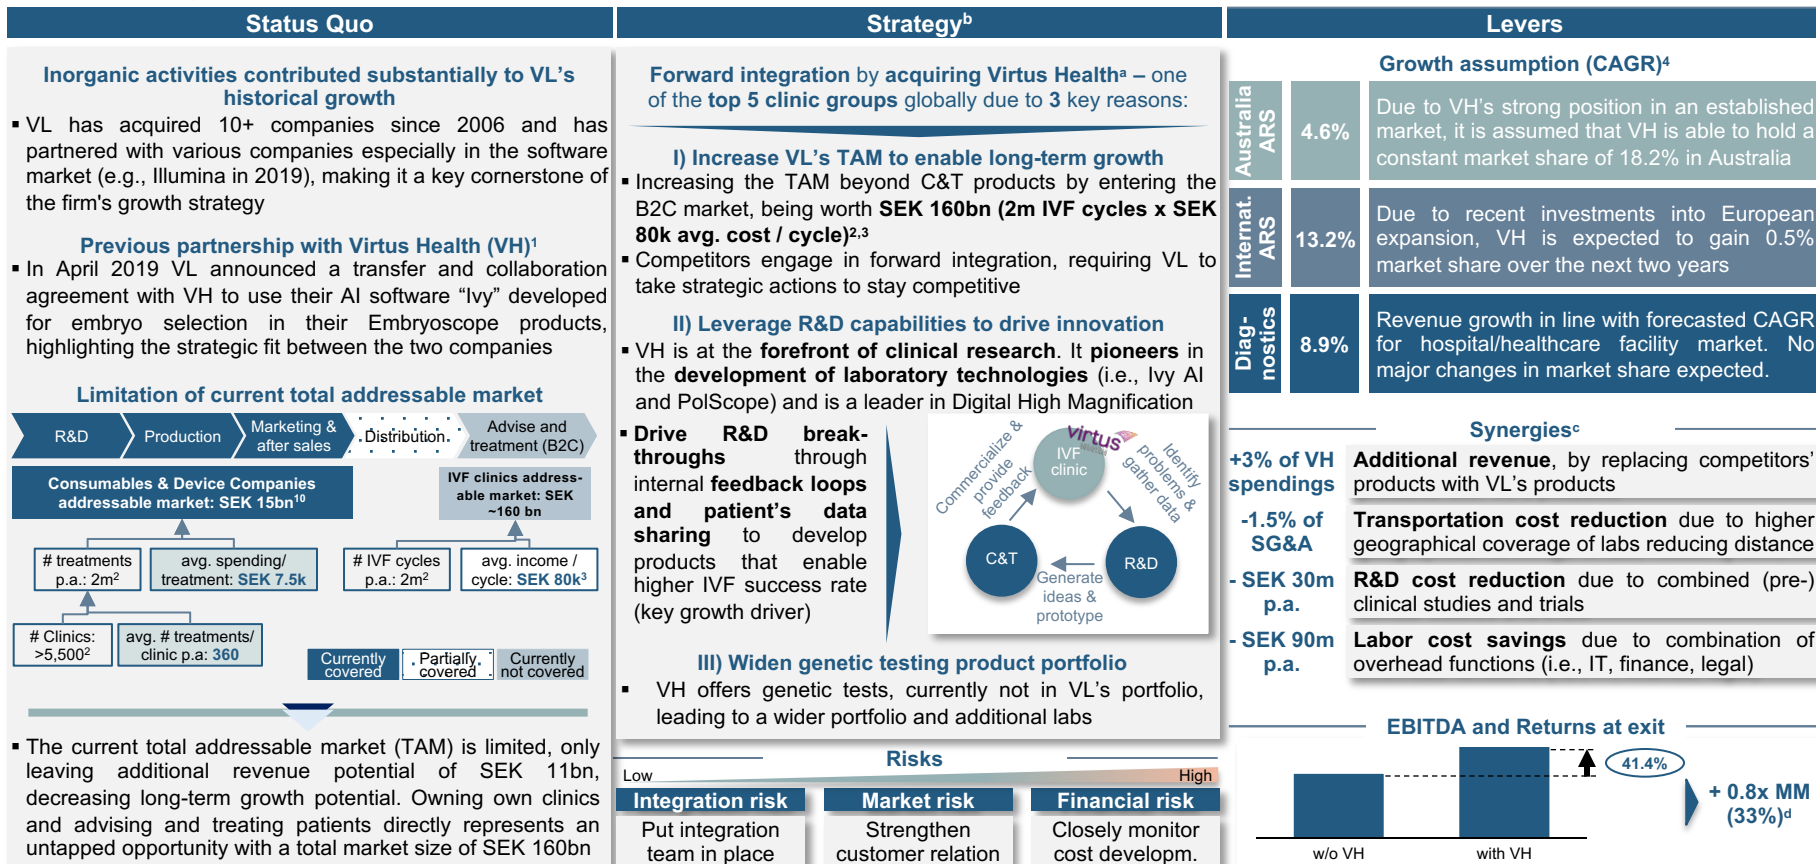 Status Quo
Inorganic activities contributed substantially to VL's
historical growth
▪ VL has acquired 10+ companies since 2006 and has
partnered with various companies especially in the software
market (e.g., Illumina in 2019), making it a key cornerstone of
the firm's growth strategy
Previous partnership with Virtus Health (VH)1
▪ In April 2019 VL announced a transfer and collaboration
agreement with VH to use their AI software “Ivy” developed
for embryo selection in their Embryoscope products,
highlighting the strategic fit between the two companies
Limitation of current total addressable market
R&D
Production
Marketing &
after sales
Distribution
Advise and
treatment (B2C)
Consumables & Device Companies
addressable market: SEK 15bn10
IVF clinics address-
able market: SEK
~160 bn
# treatments
p.a.: 2m2
avg. spending/
treatment: SEK 7.5k
# IVF cycles
p.a.: 2m2
avg. income /
cycle: SEK 80k3
# Clinics:
>5,5002
avg. # treatments/
clinic p.a: 360
Currently
covered
Partially
covered
Currently
not covered
▪ The current total addressable market (TAM) is limited, only
leaving additional revenue potential of SEK 11bn,
decreasing long-term growth potential. Owning own clinics
and advising and treating patients directly represents an
untapped opportunity with a total market size of SEK 160bn
Strategyb
Forward integration by acquiring Virtus Healtha – one
of the top 5 clinic groups globally due to 3 key reasons:
I) Increase VL's TAM to enable long-term growth
▪ Increasing the TAM beyond C&T products by entering the
B2C market, being worth SEK 160bn (2m IVF cycles x SEK
80k avg. cost / cycle)2,3
▪ Competitors engage in forward integration, requiring VL to
take strategic actions to stay competitive
II) Leverage R&D capabilities to drive innovation
▪ VH is at the forefront of clinical research. It pioneers in
the development of laboratory technologies (i.e., Ivy AI
and PolScope) and is a leader in Digital High Magnification
▪ Drive R&D break-
throughs through
internal feedback loops
and patient's data
sharing to develop
products that enable
higher IVF success rate
(key growth driver)
virtus
IVF
clinic
Commercialize &
provide
feedback
Identify
problems &
gather data
C&T
R&D
Generate
ideas &
prototype
III) Widen genetic testing product portfolio
▪ VH offers genetic tests, currently not in VL's portfolio,
leading to a wider portfolio and additional labs
Risks
Low
High
Integration risk
Put integration
team in place
Market risk
Strengthen
customer relation
Financial risk
Closely monitor
cost developm.
Levers
Growth assumption (CAGR)4
Australia
ARS
4.6%
Due to VH's strong position in an established
market, it is assumed that VH is able to hold a
constant market share of 18.2% in Australia
Internat.
ARS
13.2%
Due to recent investments into European
expansion, VH is expected to gain 0.5%
market share over the next two years
Diag-
nostics
8.9%
Revenue growth in line with forecasted CAGR
for hospital/healthcare facility market. No
major changes in market share expected.
Synergiesc
+3% of VH
spendings
Additional revenue, by replacing competitors'
products with VL's products
-1.5% of
SG&A
Transportation cost reduction due to higher
geographical coverage of labs reducing distance
- SEK 30m
p.a.
R&D cost reduction due to combined (pre-)
clinical studies and trials
- SEK 90m
p.a.
Labor cost savings due to combination of
overhead functions (i.e., IT, finance, legal)
EBITDA and Returns at exit
41.4%
+ 0.8x MM
(33%)d
w/o VH
with VH